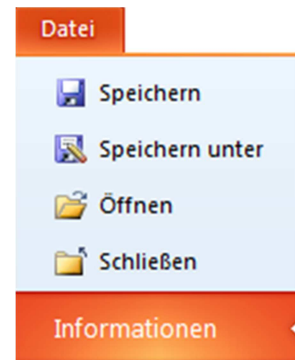 Datei
Speichern
Speichern unter
Öffnen
Schließen
Informationen